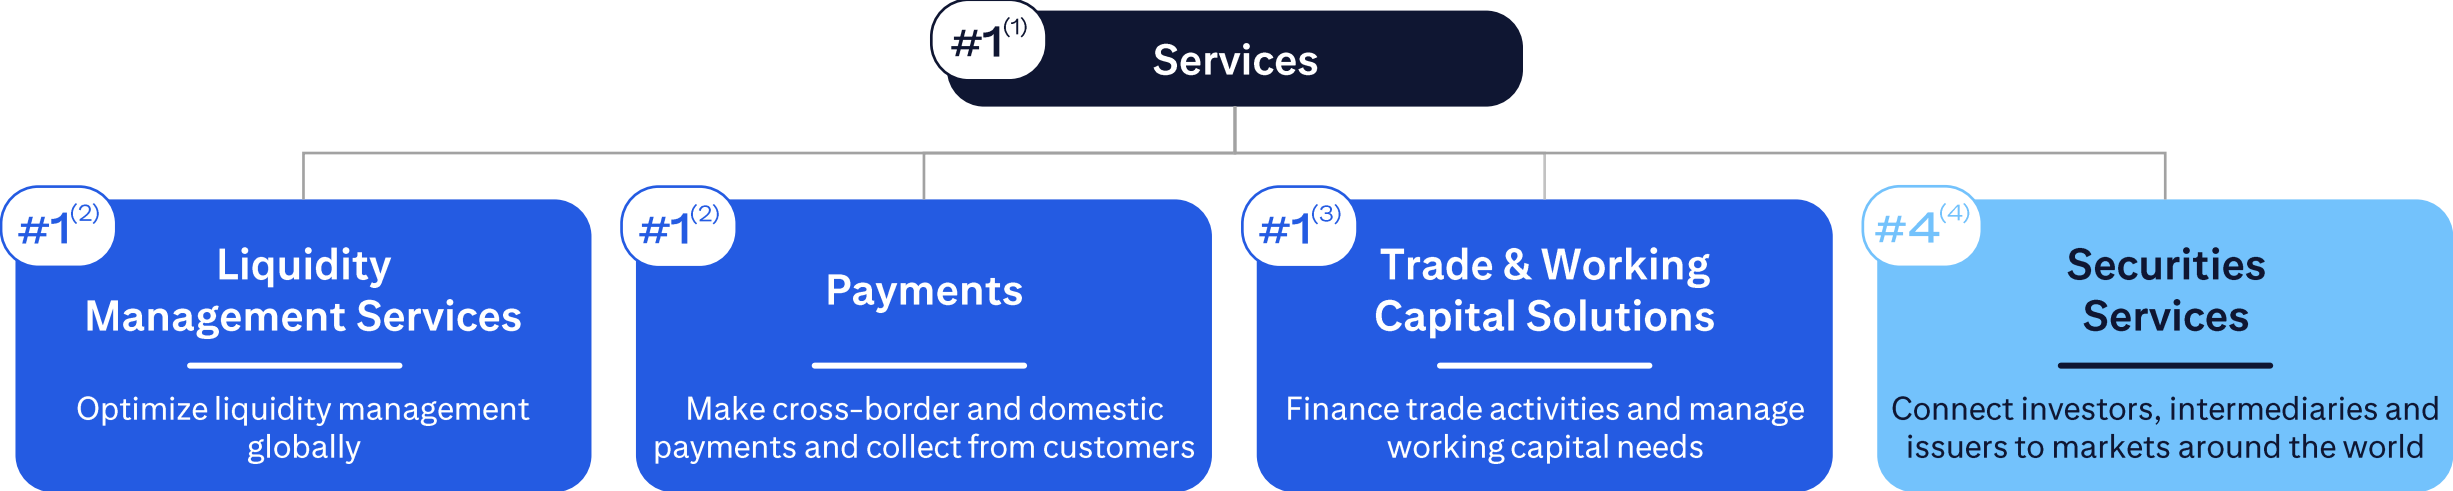 #1(1)
Services
#1(2)
Liquidity
Management Services
Optimize liquidity management
globally
#1(2)
Payments
Make cross-border and domestic
payments and collect from customers
#1(3)
Trade & Working
Capital Solutions
Finance trade activities and manage
working capital needs
#4(4)
Securities
Services
Connect investors, intermediaries and
issuers to markets around the world